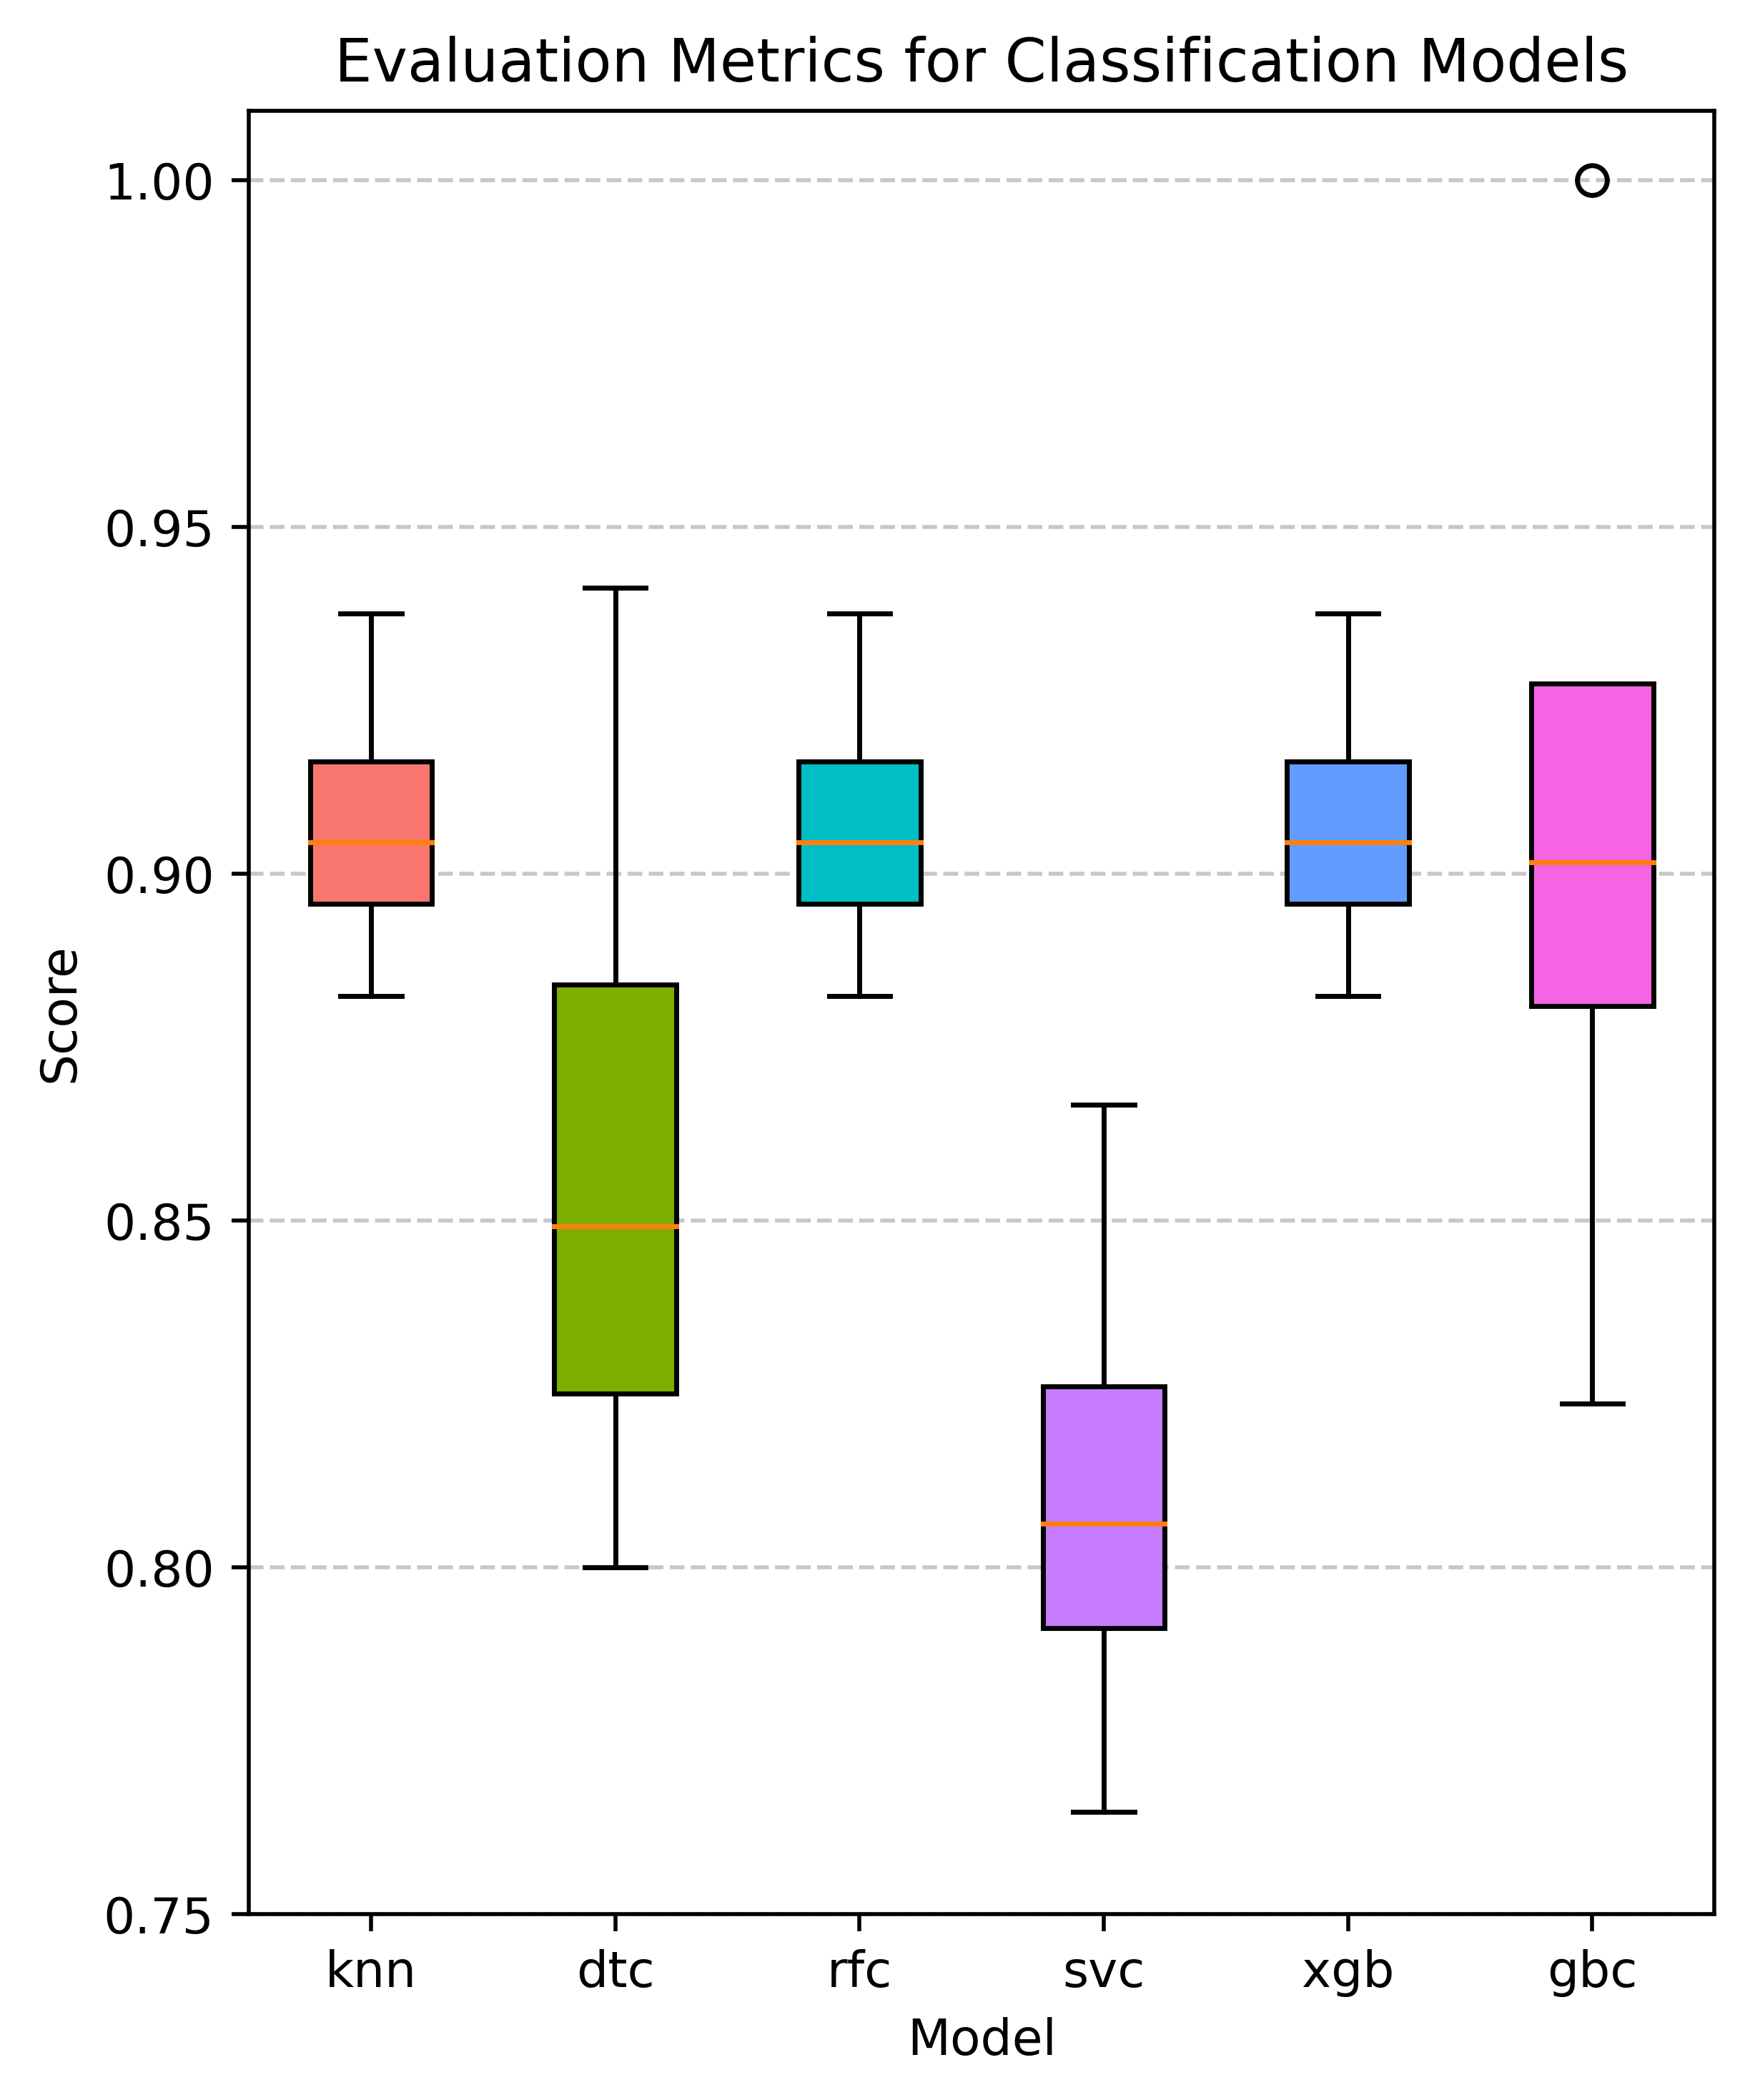 Evaluation Metrics for Classification Models
1.00
0.95
0.90
0.85
0.80
0.75
Score
knn dtc rfc svc xgb gbc
Model